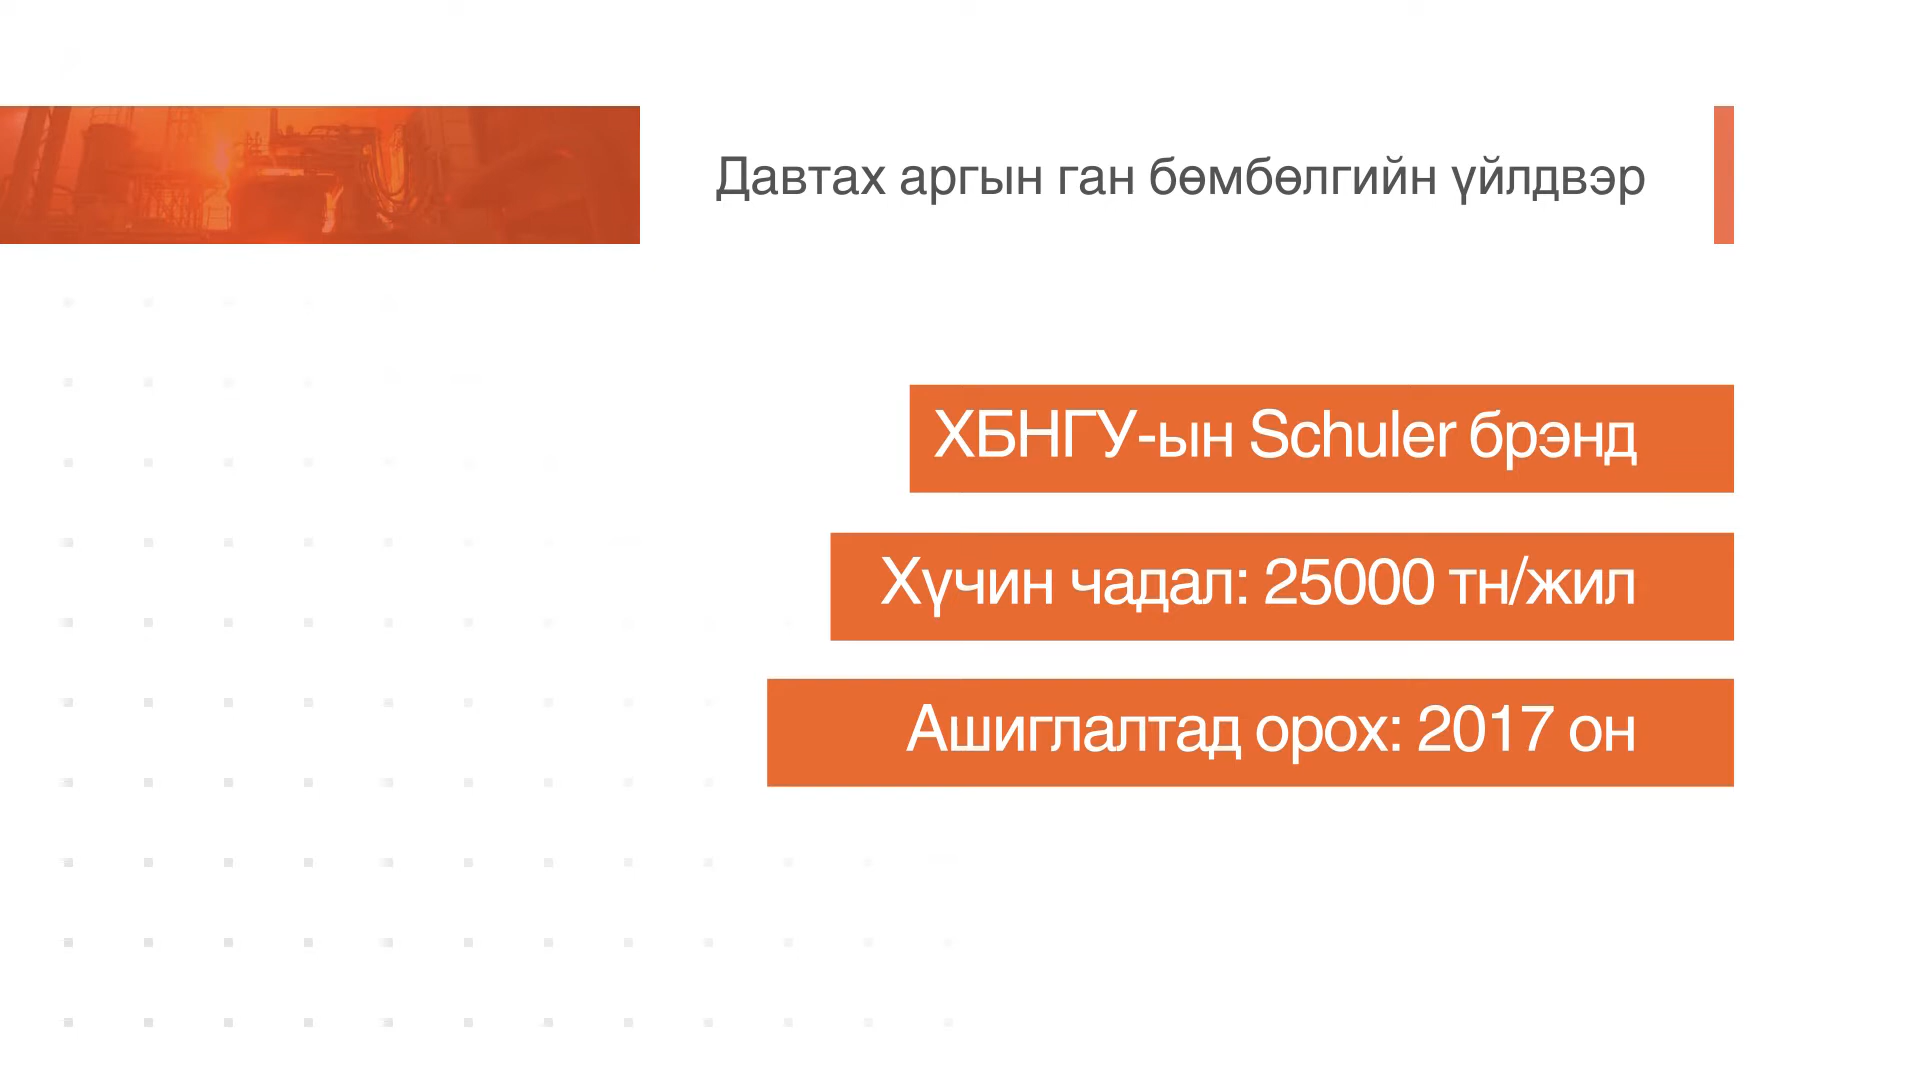 Давтах аргын ган бөмбөлгийн үйлдвэр
ХБНГУ-ын Schuler брэнд
Хүчин чадал: 25000 тн/жил
Ашиглалтад орох: 2017 он